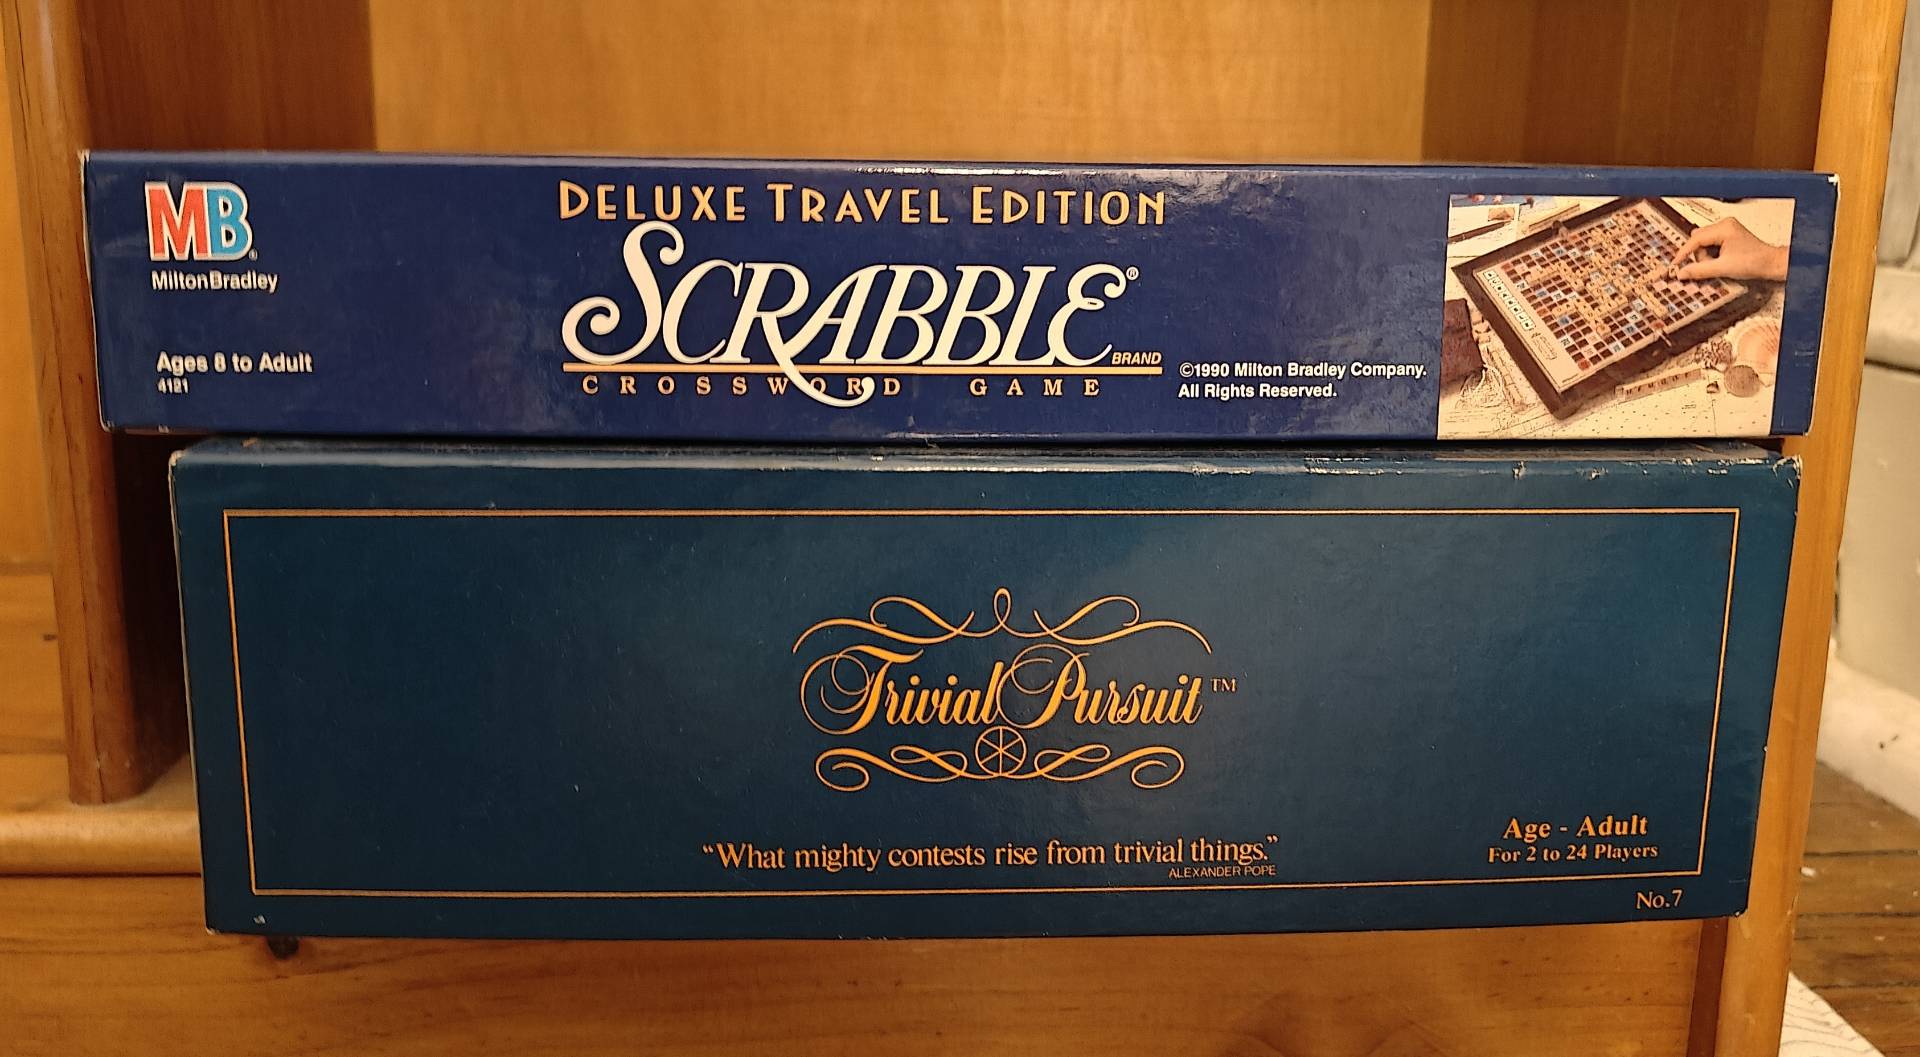 MB®
Milton Bradley
Ages 8 to Adult
4121
DELUXE TRAVEL EDITION
SCRABBLE®
BRAND
CROSSWORD GAME
©1990 Milton Bradley Company.
All Rights Reserved.
Trivial Pursuit™
“What mighty contests rise from trivial things.”
ALEXANDER POPE
Age - Adult
For 2 to 24 Players
No.7